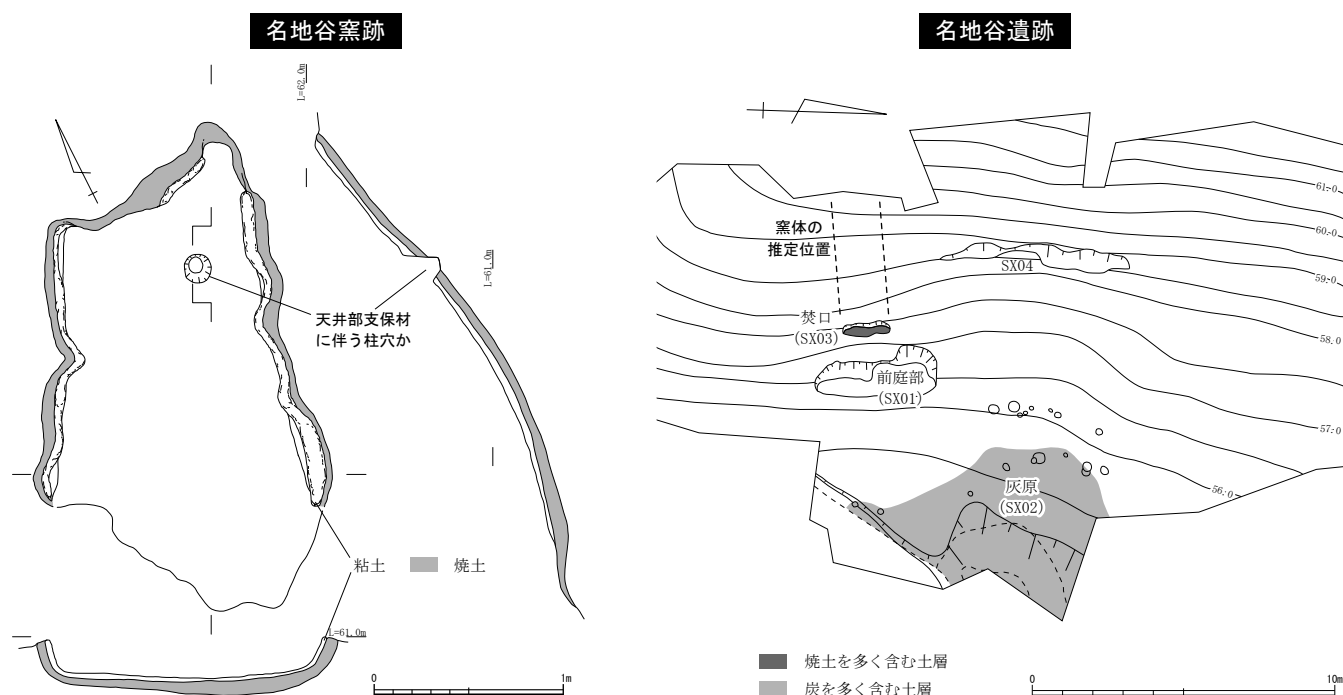 名地谷窯跡
L=62.0m
L=61.0m
天井部支保材
に伴う柱穴か
粘土
焼土
L=61.0m
0
1m
名地谷遺跡
61.0
60.0
59.0
58.0
57.0
56.0
窯体の
推定位置
SX04
焚口
(SX03)
前庭部
(SX01)
灰原
(SX02)
焼土を多く含む土層
炭を多く含む土層
0
10m